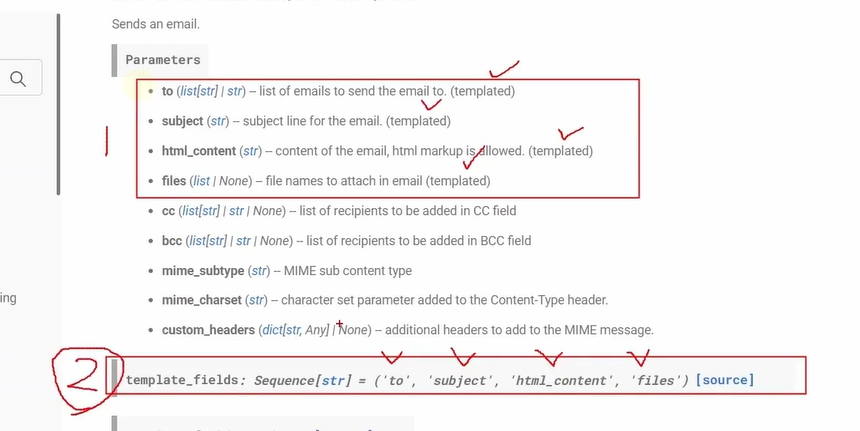 Sends an email.
Parameters
• to (list[str] | str) – list of emails to send the email to. (templated)
• subject (str) – subject line for the email. (templated)
1
• html_content (str) – content of the email, html markup is allowed. (templated)
• files (list | None) – file names to attach in email (templated)
• cc (list[str] | str | None) – list of recipients to be added in CC field
• bcc (list[str] | str | None) – list of recipients to be added in BCC field
• mime_subtype (str) – MIME sub content type
ing
• mime_charset (str) – character set parameter added to the Content-Type header.
• custom_headers (dict[str, Any] | None) – additional headers to add to the MIME message.
2
template_fields: Sequence[str] = ('to', 'subject', 'html_content', 'files') [source]